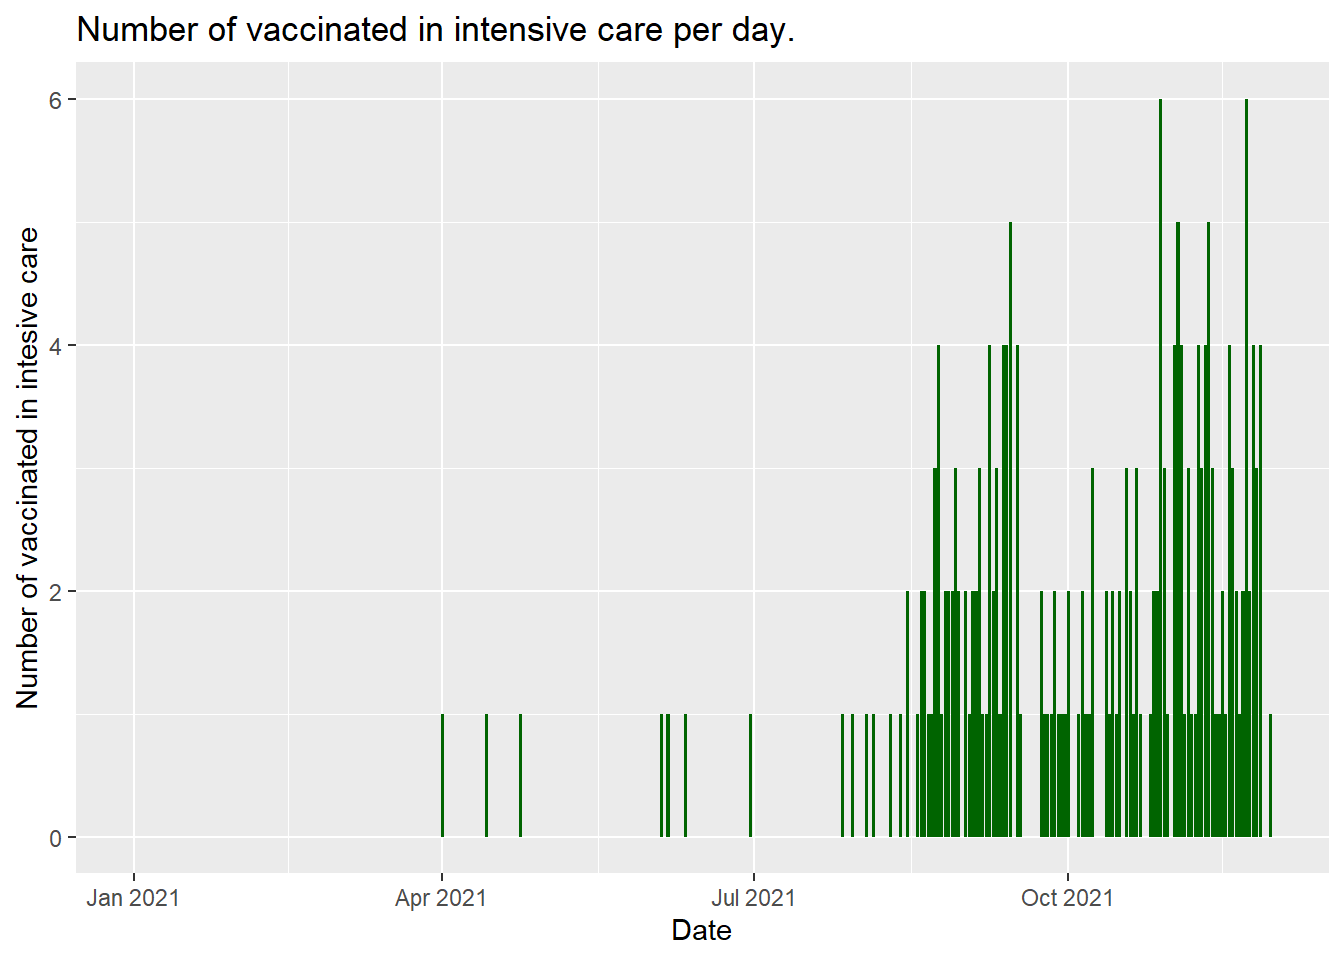 Number of vaccinated in intensive care per day.
Number of vaccinated in intesive care
6
4
2
0
Jan 2021 Apr 2021 Jul 2021 Oct 2021
Date